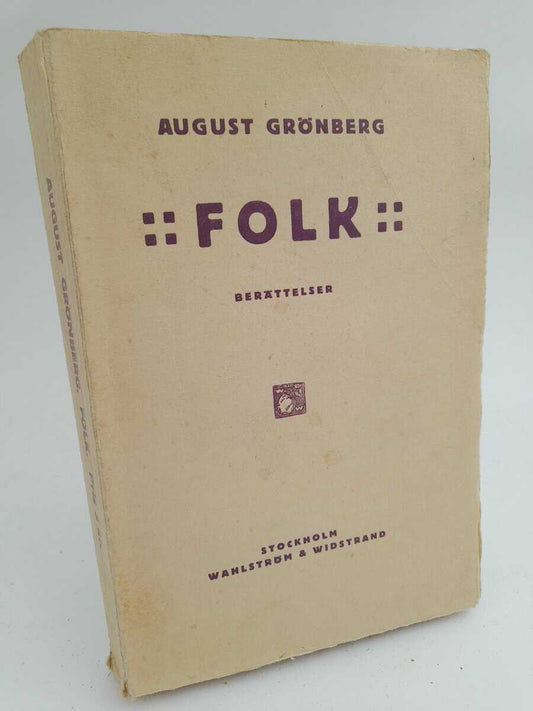 AUGUST GRÖNBERG
:: FOLK ::
BERÄTTELSER
STOCKHOLM
WAHLSTRÖM & WIDSTRAND
AUGUST GRÖNBERG. FOLK.